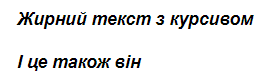 Жирний текст з курсивом
І це також він